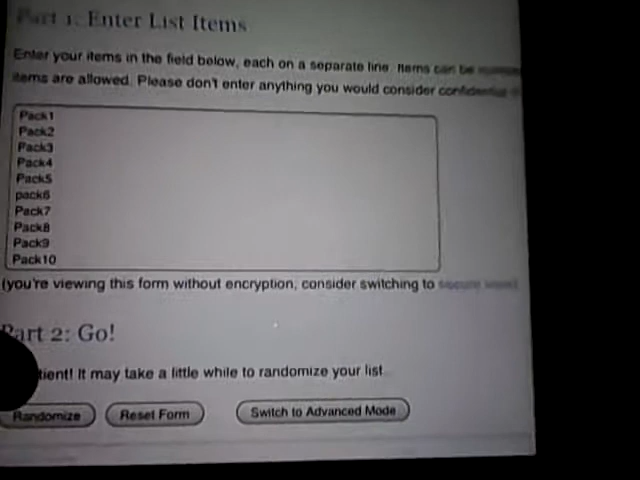 Part 1: Enter List Items
Enter your items in the field below, each on a separate line. Items can be
items are allowed. Please don't enter anything you would consider confidential
Pack1
Pack2
Pack3
Pack4
Pack5
pack6
Pack7
Pack8
Pack9
Pack10
(you're viewing this form without encryption; consider switching to
Part 2: Go!
tient! It may take a little while to randomize your list
Randomize
Reset Form
Switch to Advanced Mode